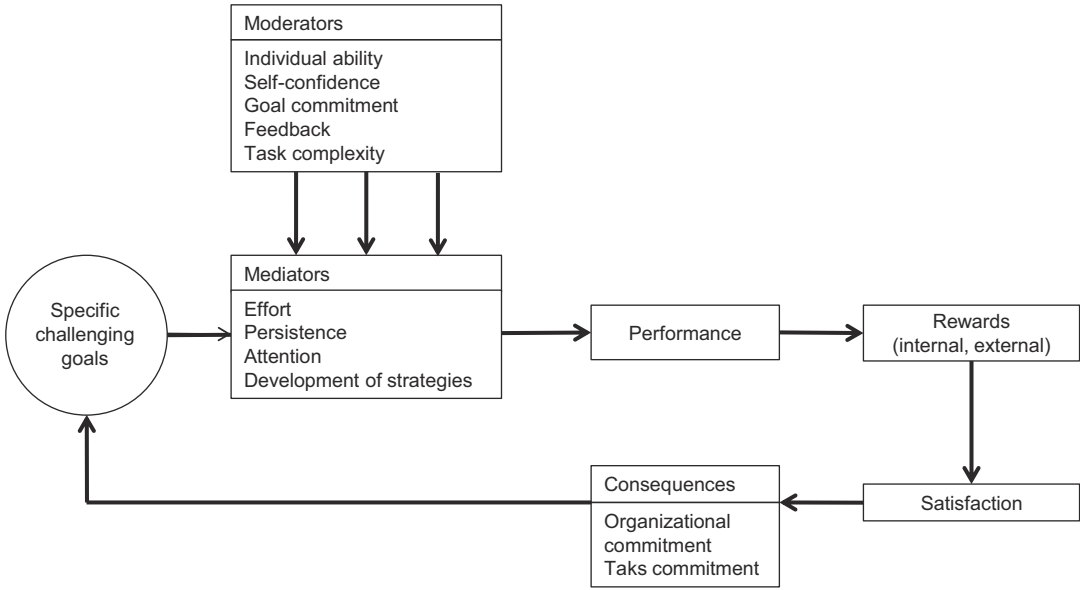 Moderators
Individual ability
Self-confidence
Goal commitment
Feedback
Task complexity
Specific
challenging
goals
Mediators
Effort
Persistence
Attention
Development of strategies
Performance
Rewards
(internal, external)
Satisfaction
Consequences
Organizational
commitment
Taks commitment